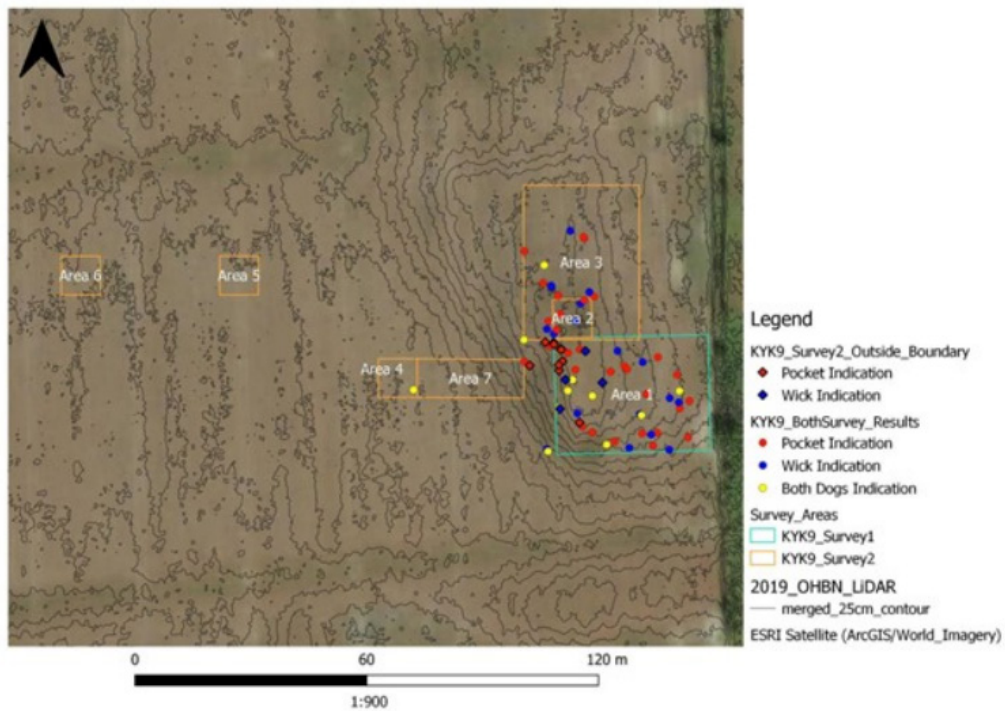 Area 3
Area 6
Area 5
Area 2
Area 4
Area 7
Area 1
Legend
KYK9_Survey2_Outside_Boundary
Pocket Indication
Wick Indication
KYK9_BothSurvey_Results
Pocket Indication
Wick Indication
Both Dogs Indication
Survey_Areas
KYK9_Survey1
KYK9_Survey2
2019_OHBN_LiDAR
merged_25cm_contour
ESRI Satellite (ArcGIS/World_Imagery)
0 60 120 m
1:900